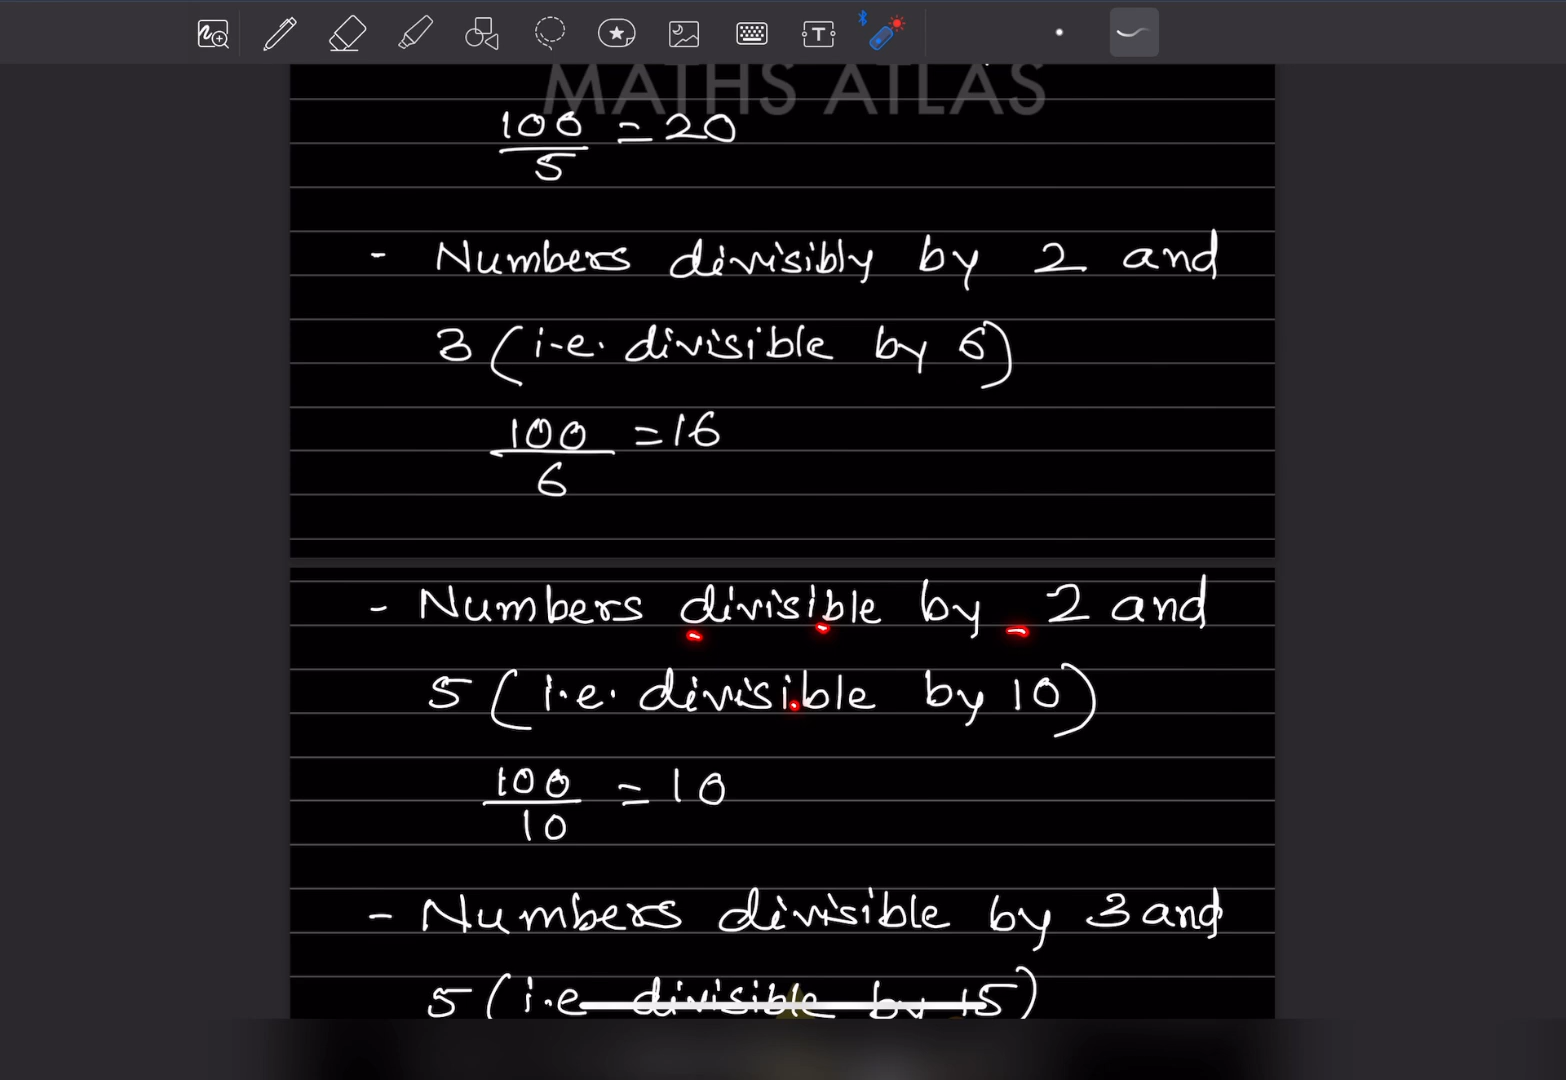 MATHS ATLAS
100/5 = 20
- Numbers divisibly by 2 and
3 (i.e. divisible by 6)
100/6 = 16
- Numbers divisible by 2 and
5 (i.e. divisible by 10)
100/10 = 10
- Numbers divisible by 3 and
5 (i.e divisible by 15)